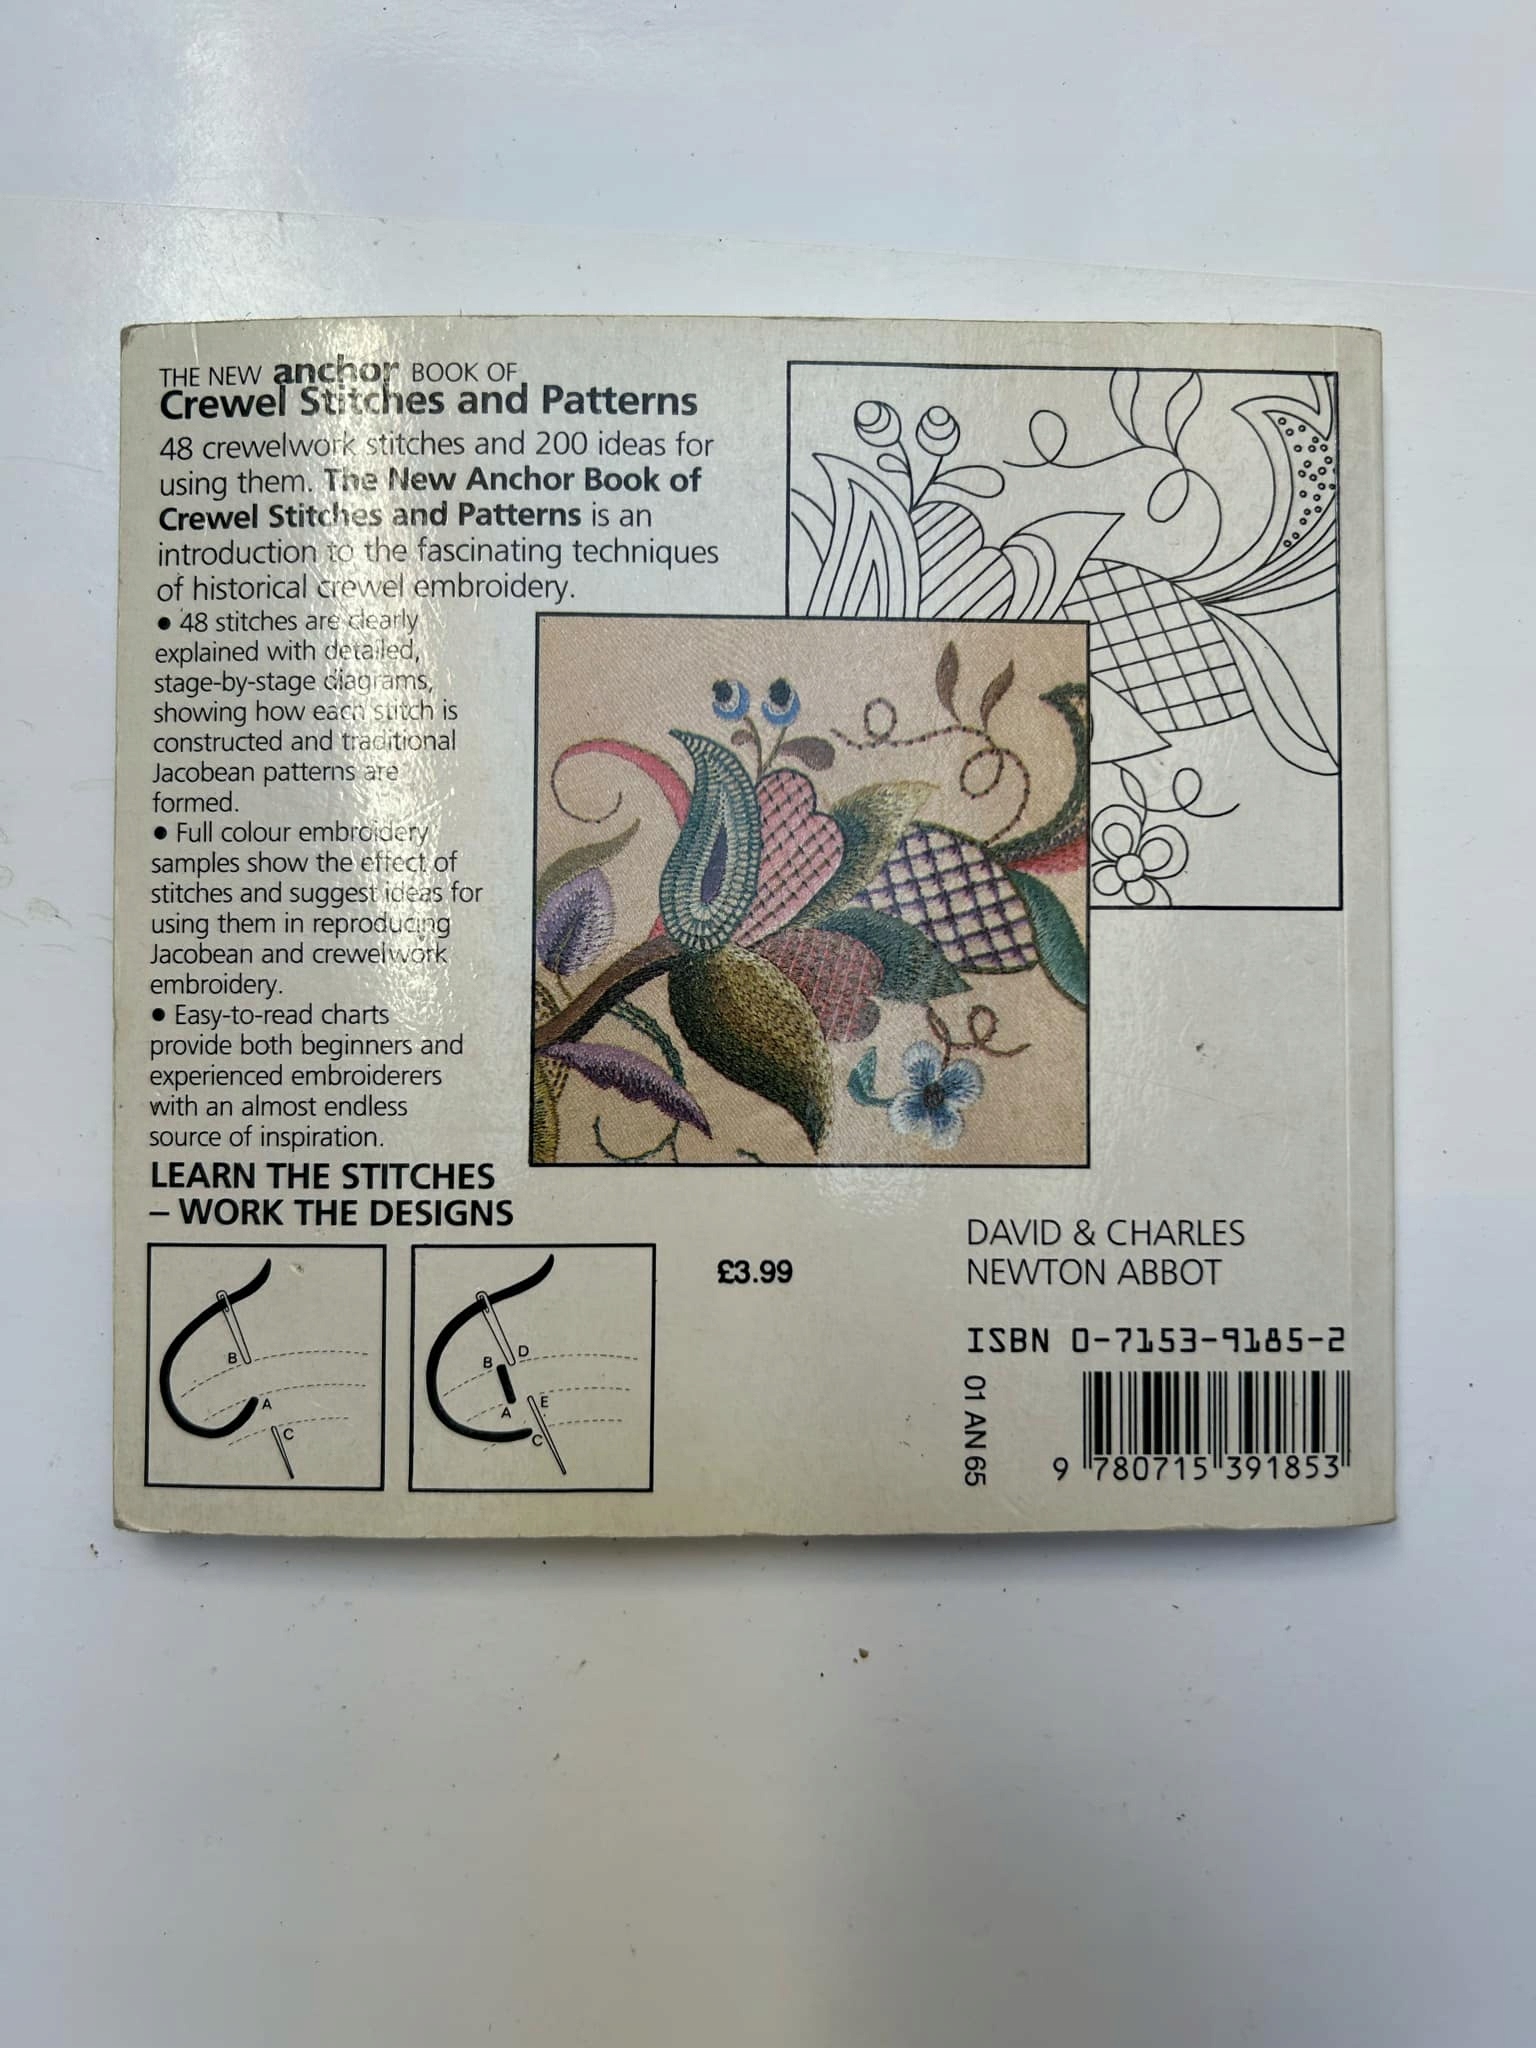 THE NEW anchor BOOK OF
Crewel Stitches and Patterns
48 crewelwork stitches and 200 ideas for
using them. The New Anchor Book of
Crewel Stitches and Patterns is an
introduction to the fascinating techniques
of historical crewel embroidery.
● 48 stitches are clearly
explained with detailed,
stage-by-stage diagrams,
showing how each stitch is
constructed and traditional
Jacobean patterns are
formed.
● Full colour embroidery
samples show the effect of
stitches and suggest ideas for
using them in reproducing
Jacobean and crewelwork
embroidery.
● Easy-to-read charts
provide both beginners and
experienced embroiderers
with an almost endless
source of inspiration.
LEARN THE STITCHES
– WORK THE DESIGNS
B
A
C
B
D
A
E
C
£3.99
DAVID & CHARLES
NEWTON ABBOT
ISBN 0-7153-9185-2
01 AN 65
9 780715 391853